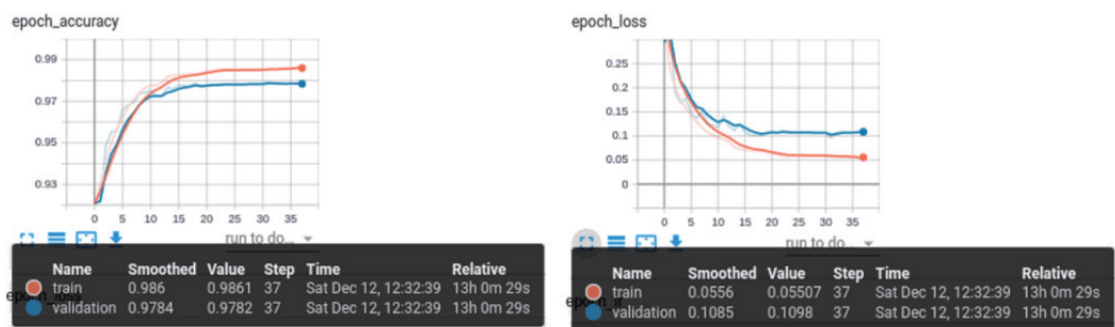 epoch_accuracy
0.99
0.97
0.95
0.93
0 5 10 15 20 25 30 35
run to do...
Name Smoothed Value Step Time Relative
train 0.986 0.9861 37 Sat Dec 12, 12:32:39 13h 0m 29s
validation 0.9784 0.9782 37 Sat Dec 12, 12:32:39 13h 0m 29s
epoch_loss
epoch_loss
0.25
0.2
0.15
0.1
0.05
0
0 5 10 15 20 25 30 35
run to do...
Name Smoothed Value Step Time Relative
train 0.0556 0.05507 37 Sat Dec 12, 12:32:39 13h 0m 29s
validation 0.1085 0.1098 37 Sat Dec 12, 12:32:39 13h 0m 29s